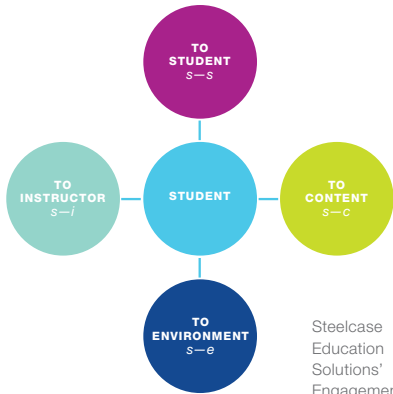 TO
STUDENT
s—s
TO
INSTRUCTOR
s—i
STUDENT
TO
CONTENT
s—c
TO
ENVIRONMENT
s—e
Steelcase
Education
Solutions'